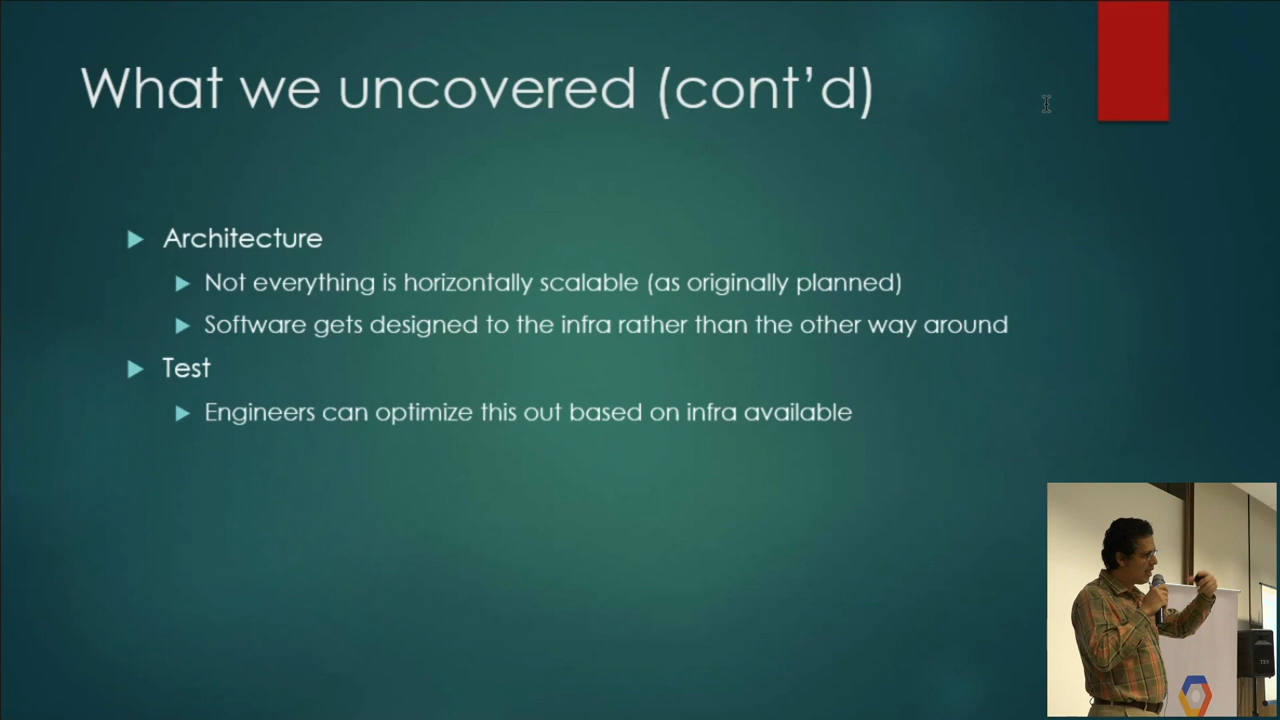 What we uncovered (cont’d)
Architecture
Not everything is horizontally scalable (as originally planned)
Software gets designed to the infra rather than the other way around
Test
Engineers can optimize this out based on infra available